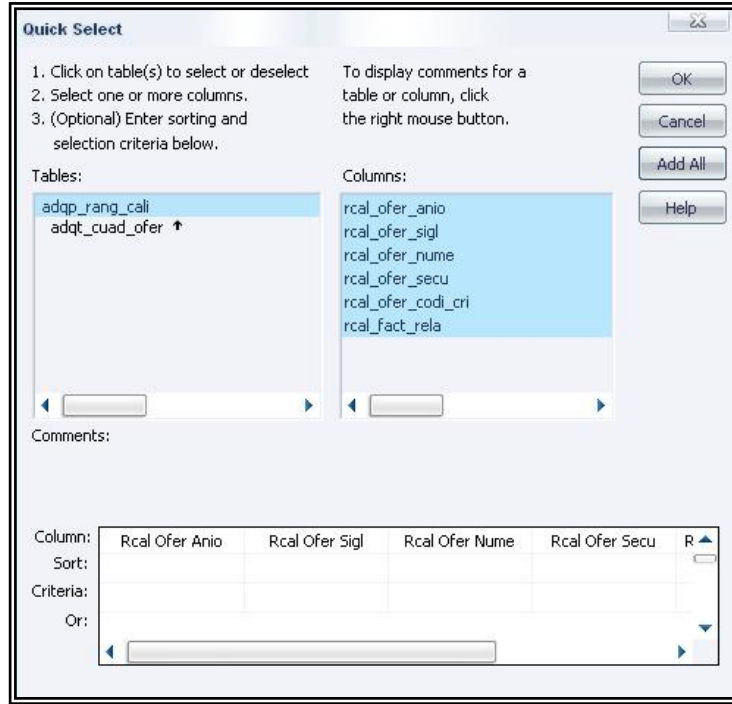 Quick Select
1. Click on table(s) to select or deselect
2. Select one or more columns.
3. (Optional) Enter sorting and
selection criteria below.
To display comments for a
table or column, click
the right mouse button.
OK
Cancel
Add All
Help
Tables:
adqp_rang_cali
adqt_cuad_ofer
Columns:
rcal_ofer_anio
rcal_ofer_sigl
rcal_ofer_nume
rcal_ofer_secu
rcal_ofer_codi_cri
rcal_fact_rela
Comments:
Column: Rcal Ofer Anio Rcal Ofer Sigl Rcal Ofer Nume Rcal Ofer Secu R
Sort:
Criteria:
Or: